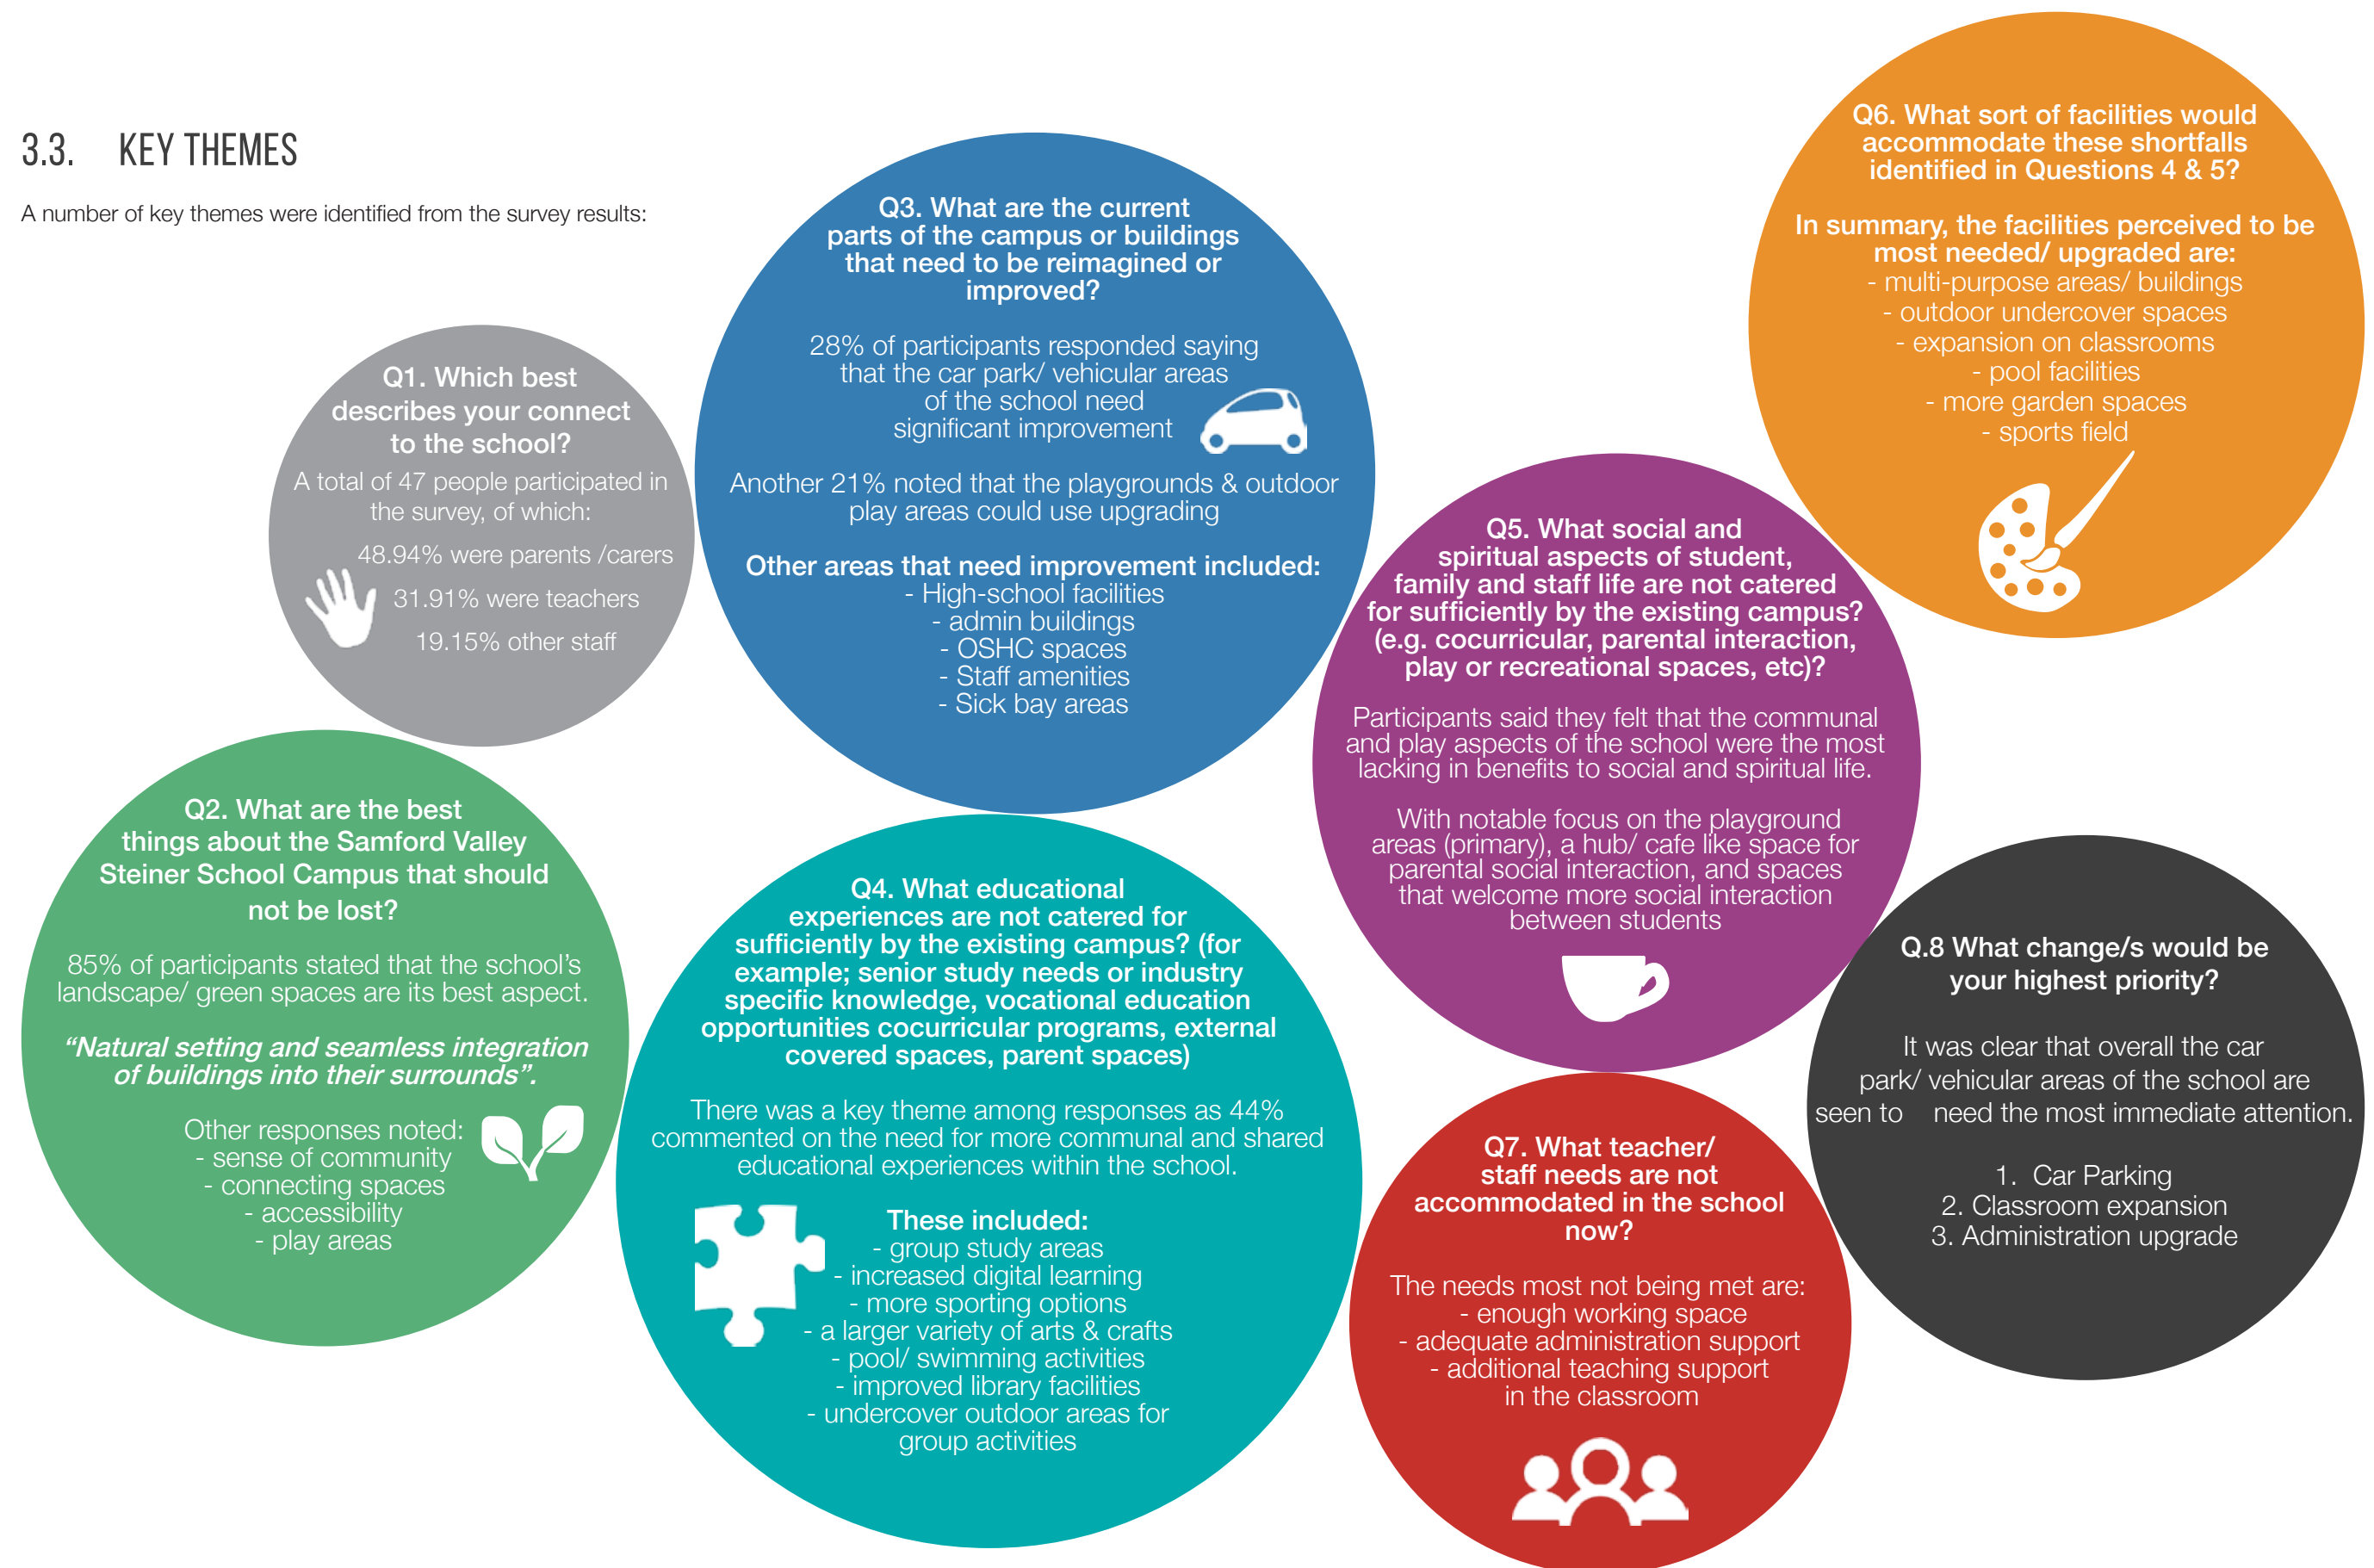 3.3. KEY THEMES
A number of key themes were identified from the survey results:
Q1. Which best
describes your connect
to the school?
A total of 47 people participated in
the survey, of which:
48.94% were parents /carers
31.91% were teachers
19.15% other staff
Q2. What are the best
things about the Samford Valley
Steiner School Campus that should
not be lost?
85% of participants stated that the school's
landscape/ green spaces are its best aspect.
“Natural setting and seamless integration
of buildings into their surrounds”.
Other responses noted:
- sense of community
- connecting spaces
- accessibility
- play areas
Q3. What are the current
parts of the campus or buildings
that need to be reimagined or
improved?
28% of participants responded saying
that the car park/ vehicular areas
of the school need
significant improvement
Another 21% noted that the playgrounds & outdoor
play areas could use upgrading
Other areas that need improvement included:
- High-school facilities
- admin buildings
- OSHC spaces
- Staff amenities
- Sick bay areas
Q4. What educational
experiences are not catered for
sufficiently by the existing campus? (for
example; senior study needs or industry
specific knowledge, vocational education
opportunities cocurricular programs, external
covered spaces, parent spaces)
There was a key theme among responses as 44%
commented on the need for more communal and shared
educational experiences within the school.
These included:
- group study areas
- increased digital learning
- more sporting options
- a larger variety of arts & crafts
- pool/ swimming activities
- improved library facilities
- undercover outdoor areas for
group activities
Q5. What social and
spiritual aspects of student,
family and staff life are not catered
for sufficiently by the existing campus?
(e.g. cocurricular, parental interaction,
play or recreational spaces, etc)?
Participants said they felt that the communal
and play aspects of the school were the most
lacking in benefits to social and spiritual life.
With notable focus on the playground
areas (primary), a hub/ cafe like space for
parental social interaction, and spaces
that welcome more social interaction
between students
Q6. What sort of facilities would
accommodate these shortfalls
identified in Questions 4 & 5?
In summary, the facilities perceived to be
most needed/ upgraded are:
- multi-purpose areas/ buildings
- outdoor undercover spaces
- expansion on classrooms
- pool facilities
- more garden spaces
- sports field
Q7. What teacher/
staff needs are not
accommodated in the school
now?
The needs most not being met are:
- enough working space
- adequate administration support
- additional teaching support
in the classroom
Q.8 What change/s would be
your highest priority?
It was clear that overall the car
park/ vehicular areas of the school are
seen to need the most immediate attention.
1. Car Parking
2. Classroom expansion
3. Administration upgrade